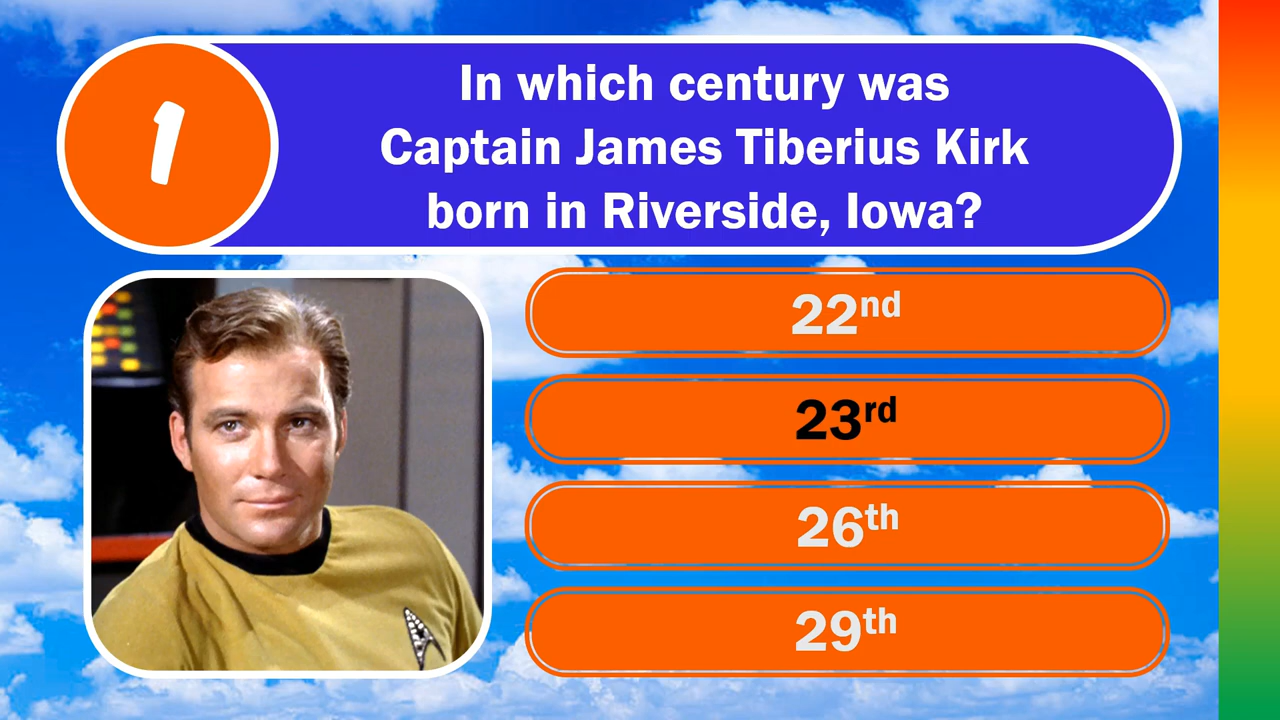 1
In which century was
Captain James Tiberius Kirk
born in Riverside, Iowa?
22nd
23rd
26th
29th